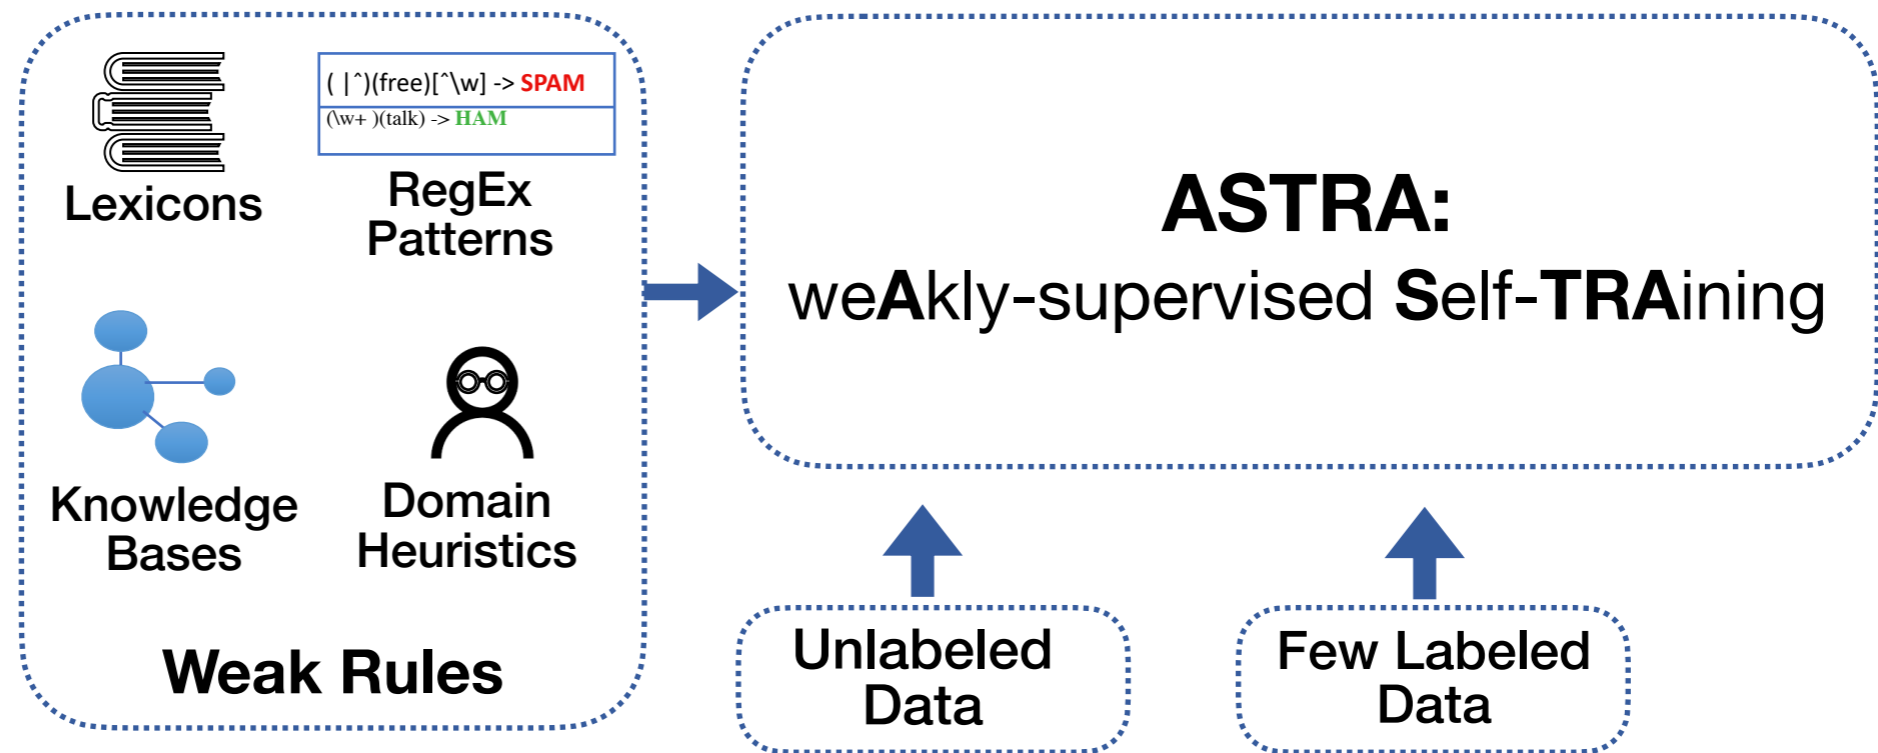 ( |^)(free)[^\w] -> SPAM
(\w+ )(talk) -> HAM
Lexicons
RegEx
Patterns
Knowledge
Bases
Domain
Heuristics
Weak Rules
ASTRA:
weAkly-supervised Self-TRAining
Unlabeled
Data
Few Labeled
Data